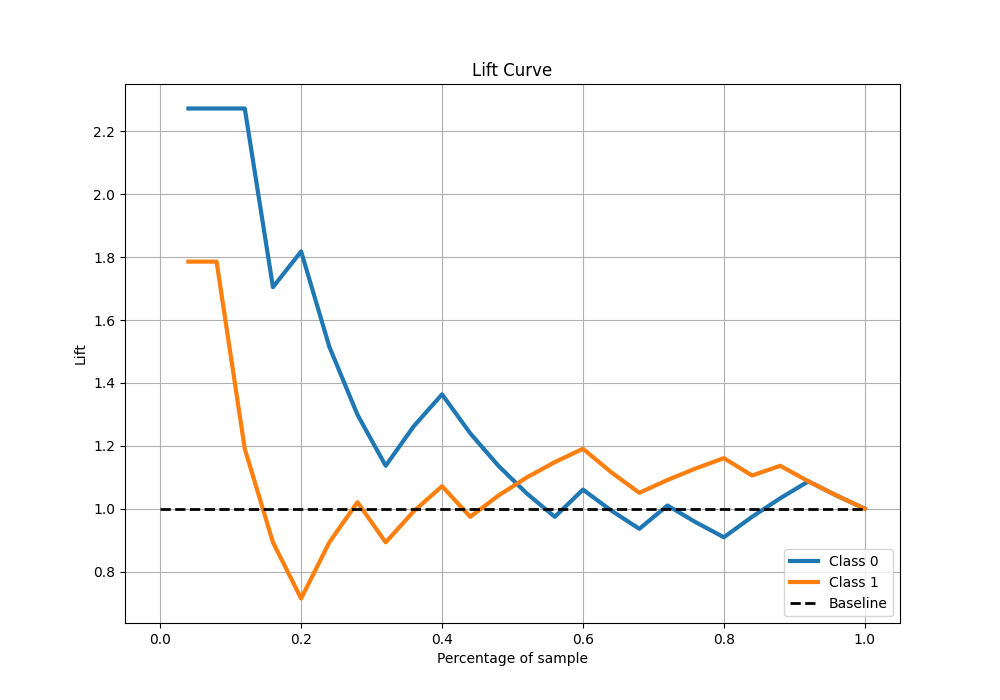 Lift Curve
Lift
2.2
2.0
1.8
1.6
1.4
1.2
1.0
0.8
0.0 0.2 0.4 0.6 0.8 1.0
Percentage of sample
Class 0
Class 1
Baseline